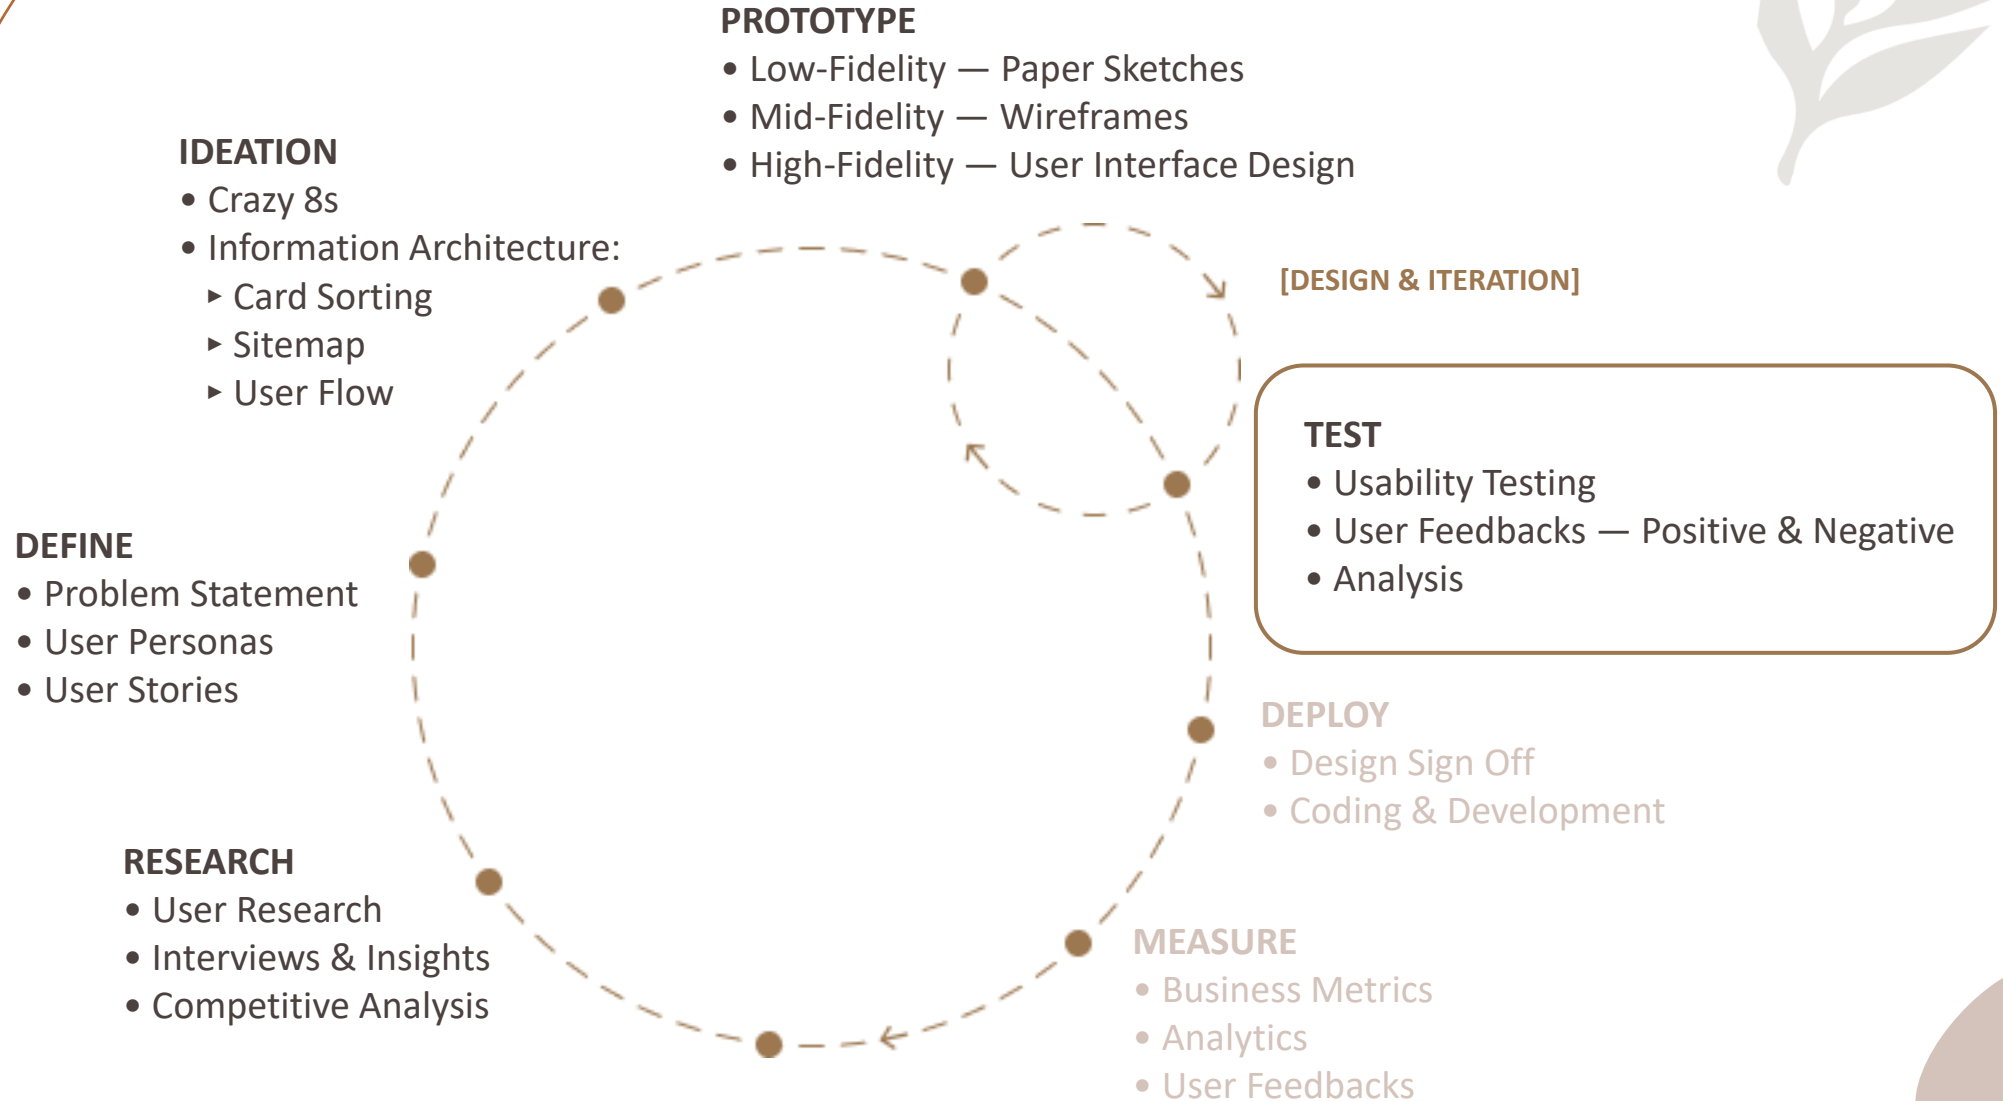 PROTOTYPE
• Low-Fidelity — Paper Sketches
• Mid-Fidelity — Wireframes
• High-Fidelity — User Interface Design
IDEATION
• Crazy 8s
• Information Architecture:
▸ Card Sorting
▸ Sitemap
▸ User Flow
[DESIGN & ITERATION]
TEST
• Usability Testing
• User Feedbacks — Positive & Negative
• Analysis
DEFINE
• Problem Statement
• User Personas
• User Stories
DEPLOY
• Design Sign Off
• Coding & Development
RESEARCH
• User Research
• Interviews & Insights
• Competitive Analysis
MEASURE
• Business Metrics
• Analytics
• User Feedbacks